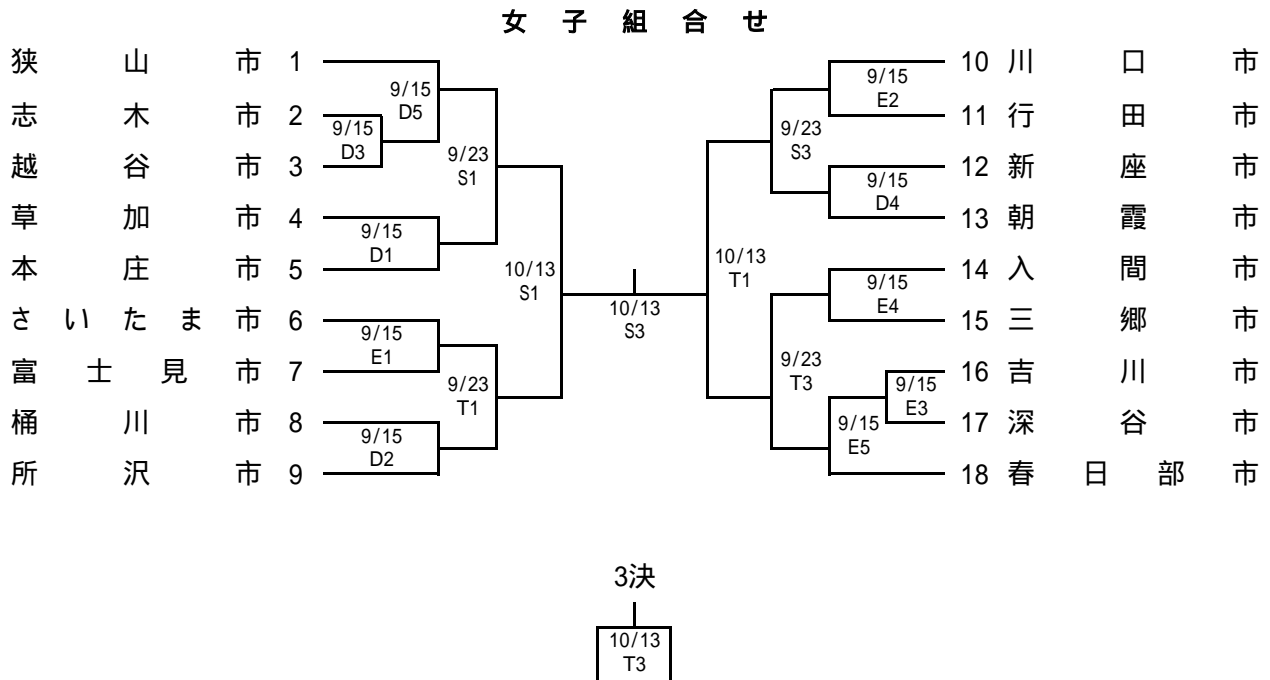 女子組合せ
狭山市 1
志木市 2
越谷市 3
草加市 4
本庄市 5
さいたま市 6
富士見市 7
桶川市 8
所沢市 9
9/15
D3
9/15
D5
9/15
D1
9/15
E1
9/15
D2
9/23
S1
9/23
T1
10/13
S1
10/13
S3
10/13
T1
9/23
S3
9/23
T3
9/15
E2
9/15
D4
9/15
E4
9/15
E3
9/15
E5
10 川口市
11 行田市
12 新座市
13 朝霞市
14 入間市
15 三郷市
16 吉川市
17 深谷市
18 春日部市
3決
10/13
T3